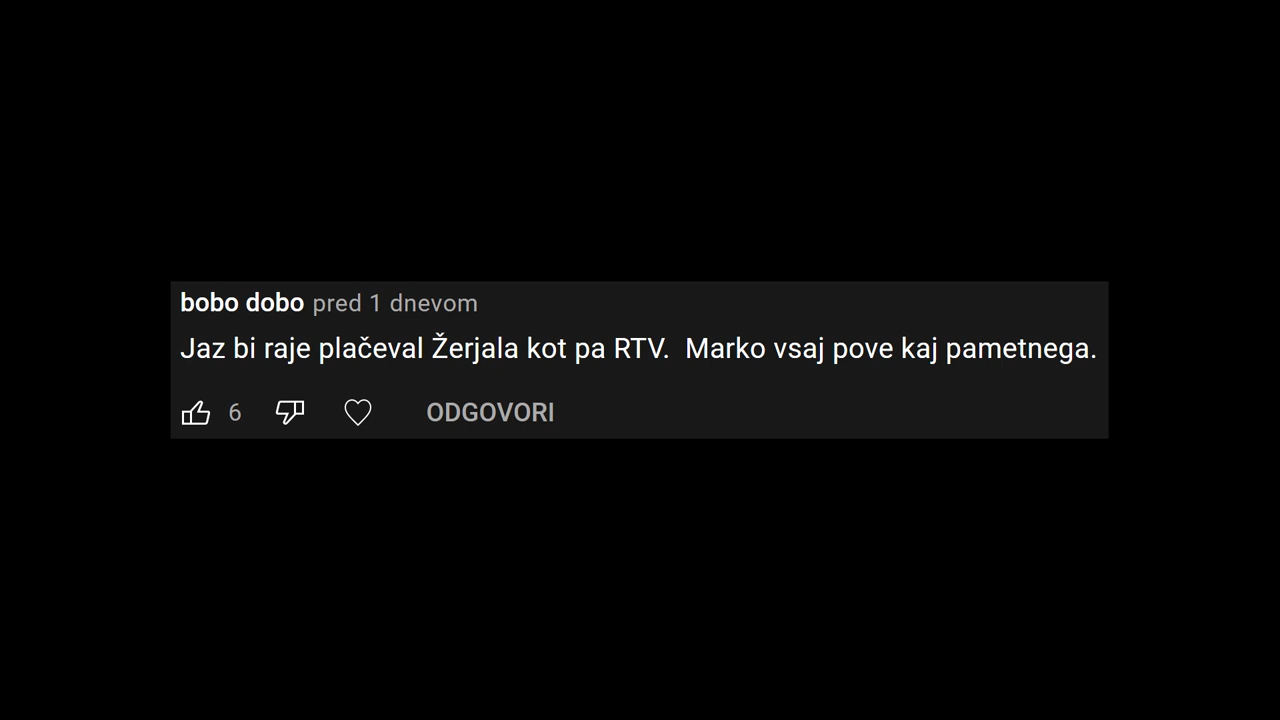 bobo dobo pred 1 dnevom
Jaz bi raje plačeval Žerjala kot pa RTV.  Marko vsaj pove kaj pametnega.
6 ODGOVORI